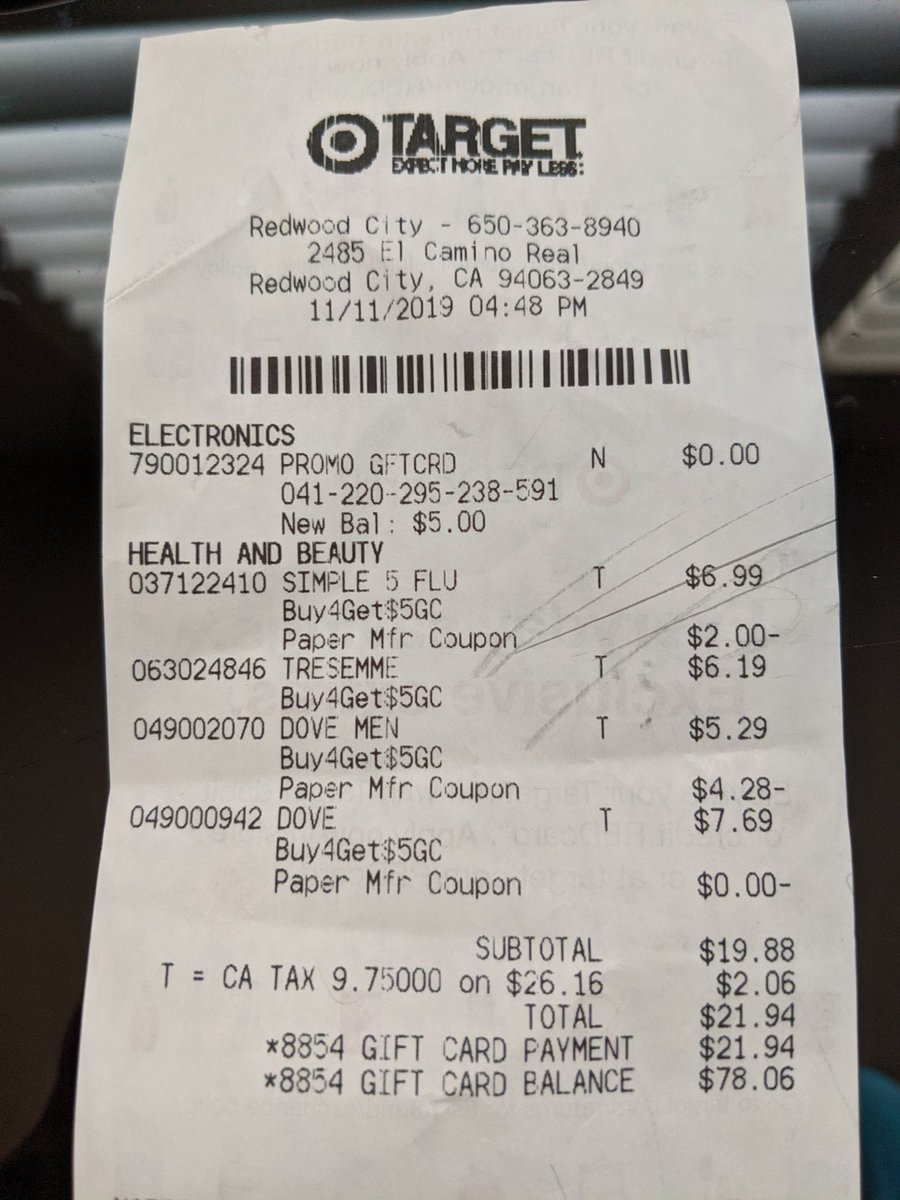 TARGET
EXPECT MORE PAY LESS:
Redwood City - 650-363-8940
2485 El Camino Real
Redwood City, CA 94063-2849
11/11/2019 04:48 PM
ELECTRONICS
790012324 PROMO GFTCRD N $0.00
041-220-295-238-591
New Bal: $5.00
HEALTH AND BEAUTY
037122410 SIMPLE 5 FLU T $6.99
Buy4Get$5GC
Paper Mfr Coupon $2.00-
063024846 TRESEMME T $6.19
Buy4Get$5GC
049002070 DOVE MEN T $5.29
Buy4Get$5GC
Paper Mfr Coupon $4.28-
049000942 DOVE T $7.69
Buy4Get$5GC
Paper Mfr Coupon $0.00-
SUBTOTAL $19.88
T = CA TAX 9.75000 on $26.16 $2.06
TOTAL $21.94
*8854 GIFT CARD PAYMENT $21.94
*8854 GIFT CARD BALANCE $78.06